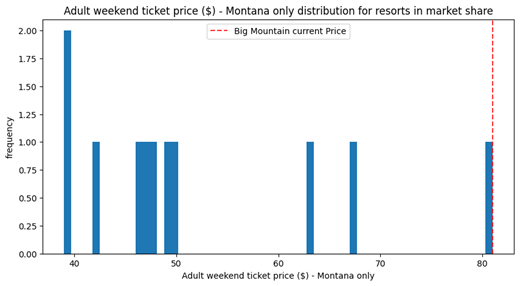 Adult weekend ticket price ($) - Montana only distribution for resorts in market share
Big Mountain current Price
2.00
1.75
1.50
1.25
1.00
0.75
0.50
0.25
0.00
frequency
40 50 60 70 80
Adult weekend ticket price ($) - Montana only